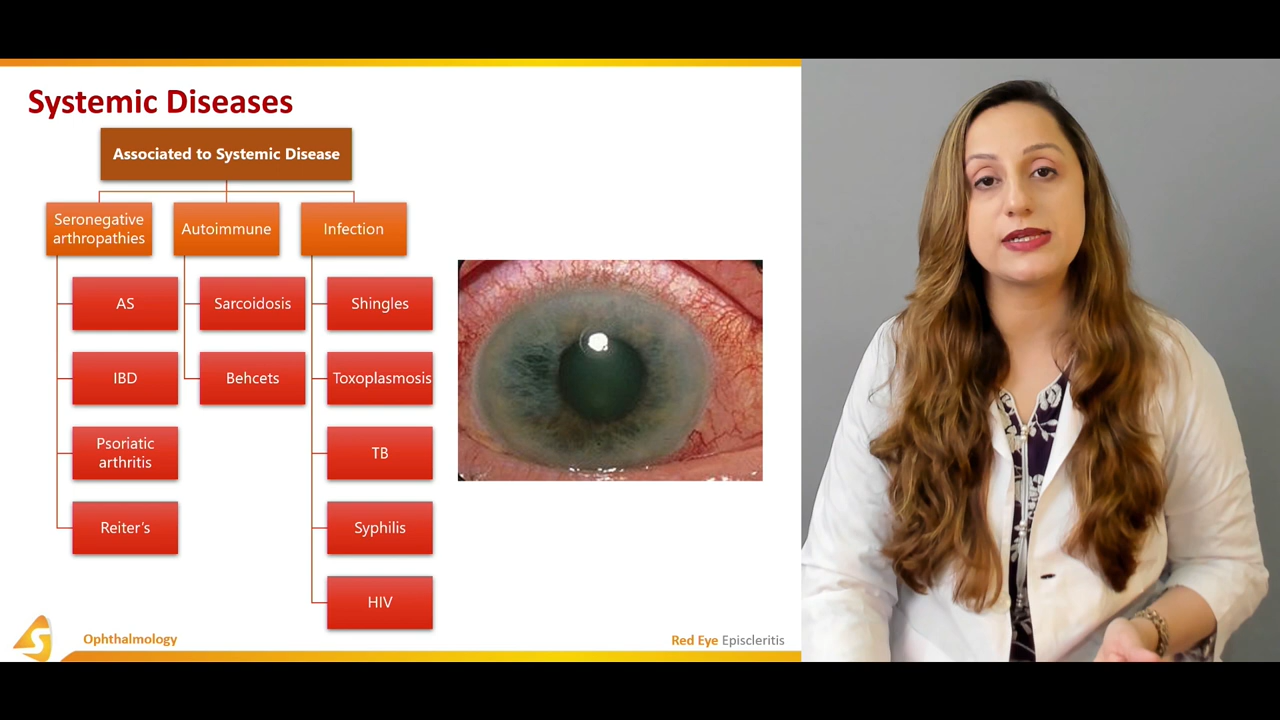 Systemic Diseases
Associated to Systemic Disease
Seronegative
arthropathies
Autoimmune
Infection
AS
Sarcoidosis
Shingles
IBD
Behcets
Toxoplasmosis
Psoriatic
arthritis
TB
Reiter’s
Syphilis
HIV
S
Ophthalmology
Red Eye Episcleritis